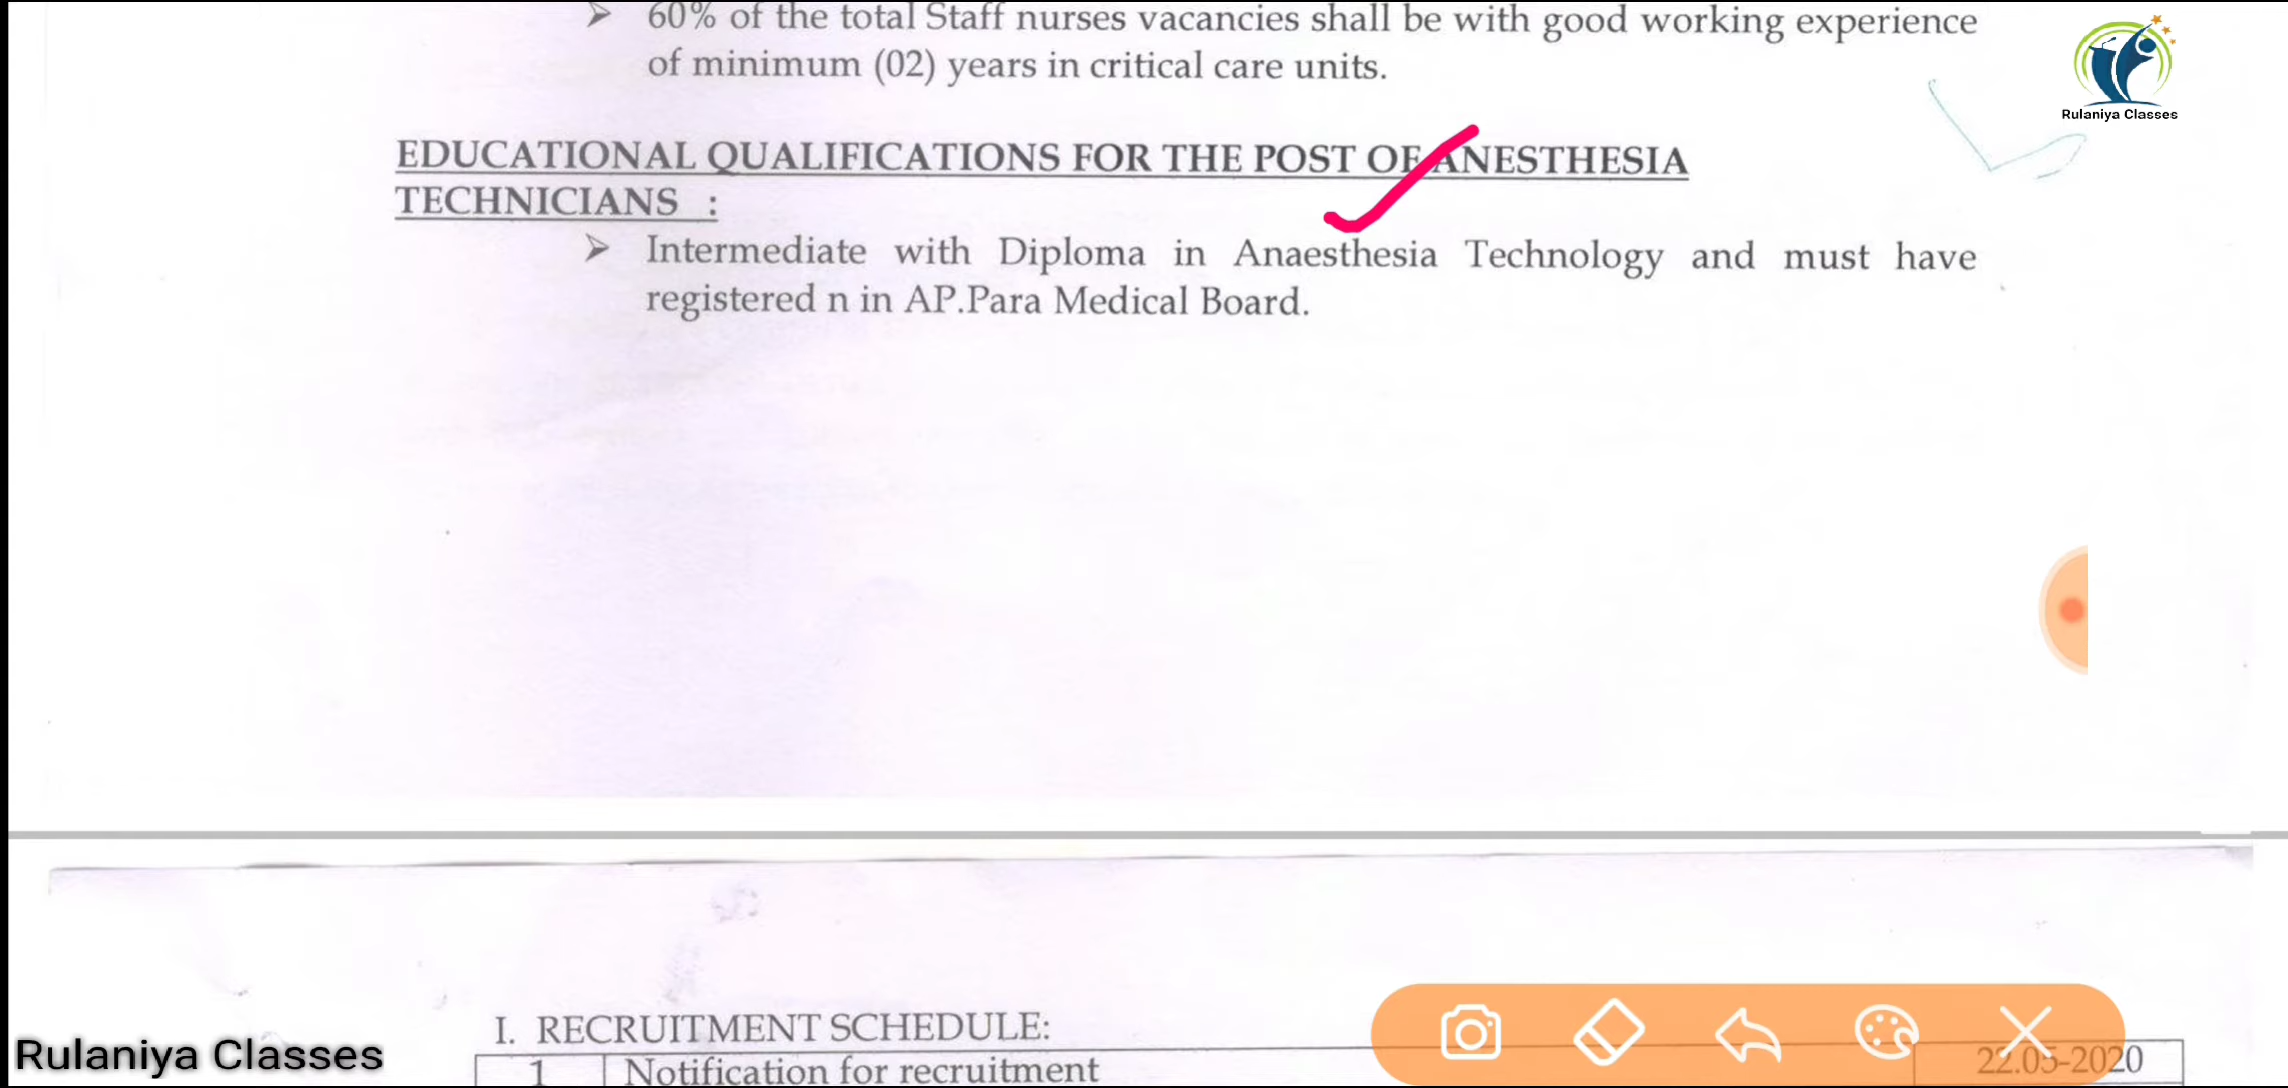 60% of the total Staff nurses vacancies shall be with good working experience
of minimum (02) years in critical care units.
Rulaniya Classes
EDUCATIONAL QUALIFICATIONS FOR THE POST OF ANESTHESIA
TECHNICIANS :
Intermediate with Diploma in Anaesthesia Technology and must have
registered n in AP.Para Medical Board.
I. RECRUITMENT SCHEDULE:
1 Notification for recruitment 22.05-2020
Rulaniya Classes